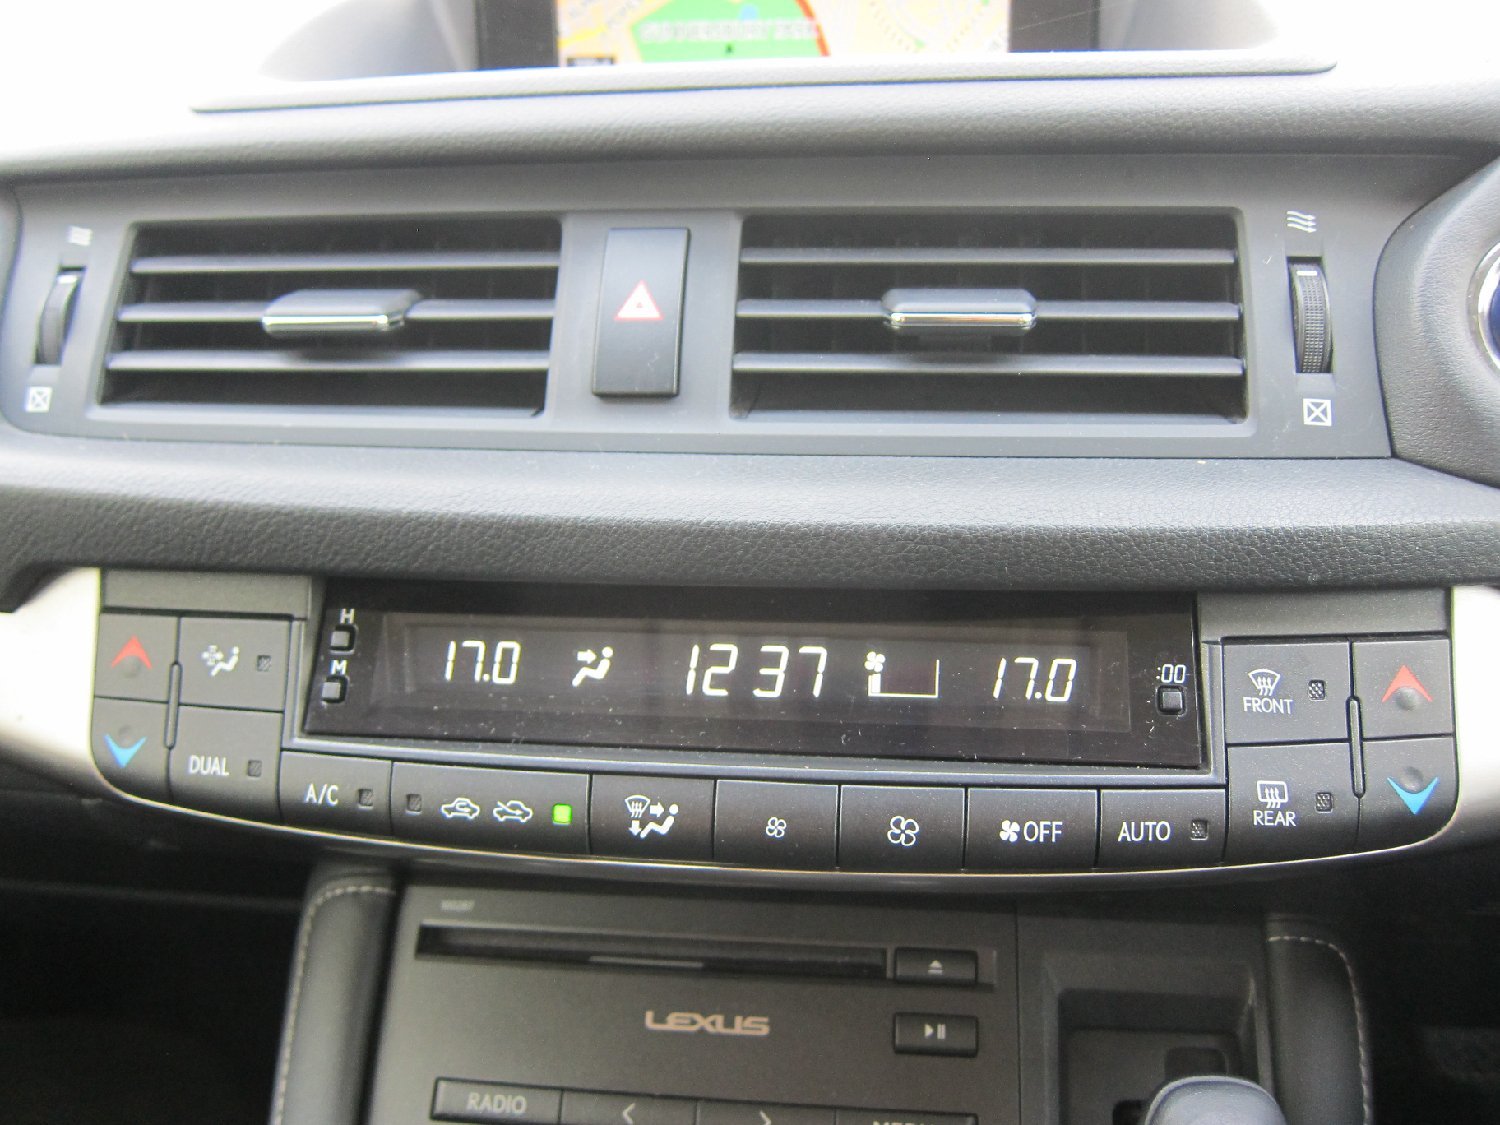 H
M
17.0
12 37
17.0
:00
FRONT
DUAL
A/C
OFF
AUTO
REAR
LEXUS
RADIO